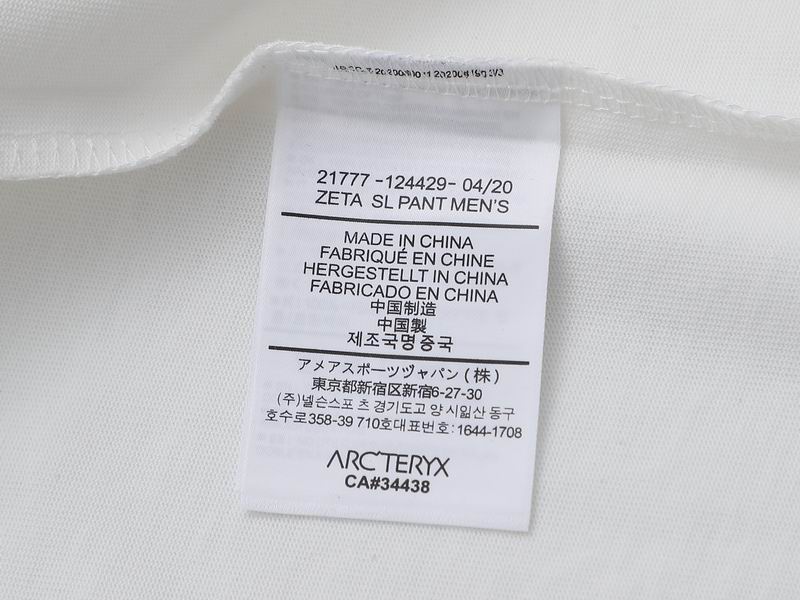 21777 -124429- 04/20
ZETA SL PANT MEN'S
MADE IN CHINA
FABRIQUÉ EN CHINE
HERGESTELLT IN CHINA
FABRICADO EN CHINA
中国制造
中国製
제조국명 중국
アメアスポーツジャパン (株)
東京都新宿区新宿6-27-30
(주)넬슨스포 츠 경기도고 양 시일산 동구
호수로358-39 710호대표번호: 1644-1708
ARC'TERYX
CA#34438